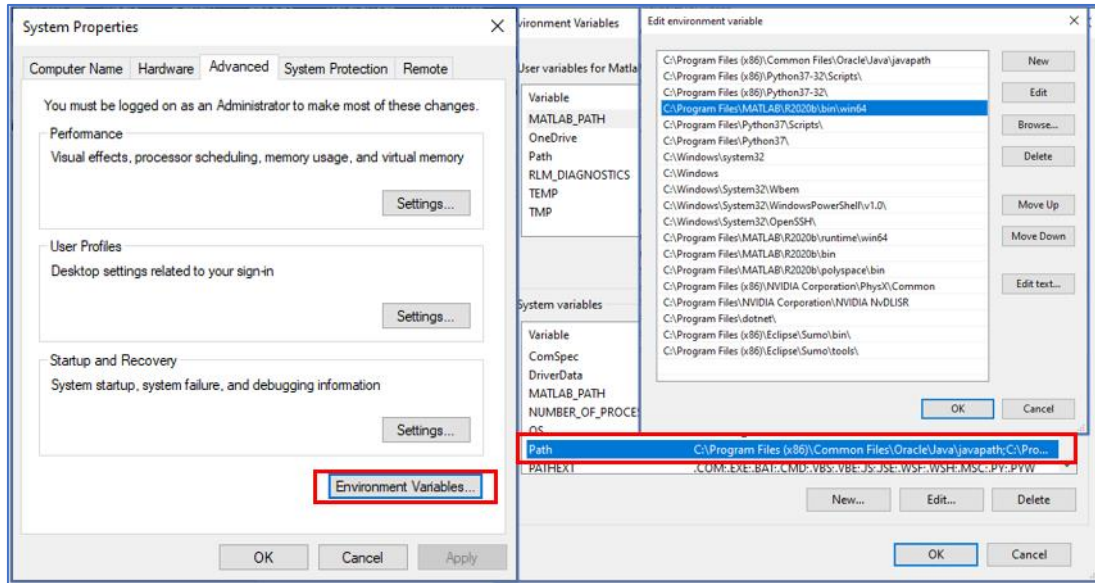 System Properties
Computer Name Hardware Advanced System Protection Remote
You must be logged on as an Administrator to make most of these changes.
Performance
Visual effects, processor scheduling, memory usage, and virtual memory
Settings...
User Profiles
Desktop settings related to your sign-in
Settings...
Startup and Recovery
System startup, system failure, and debugging information
Settings...
Environment Variables...
OK Cancel Apply
vironment Variables
User variables for Matla
Variable
MATLAB_PATH
OneDrive
Path
RLM_DIAGNOSTICS
TEMP
TMP
System variables
Variable
ComSpec
DriverData
MATLAB_PATH
NUMBER_OF_PROCE
OS
Path C:\Program Files (x86)\Common Files\Oracle\Java\javapath;C:\Pro...
PATHEXT .COM;.EXE;.BAT;.CMD;.VBS;.VBE;.JS;.JSE;.WSF;.WSH;.MSC;.PY;.PYW
New... Edit... Delete
OK Cancel
Edit environment variable
C:\Program Files (x86)\Common Files\Oracle\Java\javapath
C:\Program Files (x86)\Python37-32\Scripts\
C:\Program Files (x86)\Python37-32\
C:\Program Files\MATLAB\R2020b\bin\win64
C:\Program Files\Python37\Scripts\
C:\Program Files\Python37\
C:\Windows\system32
C:\Windows
C:\Windows\System32\Wbem
C:\Windows\System32\WindowsPowerShell\v1.0\
C:\Windows\System32\OpenSSH\
C:\Program Files\MATLAB\R2020b\runtime\win64
C:\Program Files\MATLAB\R2020b\bin
C:\Program Files\MATLAB\R2020b\polyspace\bin
C:\Program Files (x86)\NVIDIA Corporation\PhysX\Common
C:\Program Files\NVIDIA Corporation\NVIDIA NvDLISR
C:\Program Files\dotnet\
C:\Program Files (x86)\Eclipse\Sumo\bin\
C:\Program Files (x86)\Eclipse\Sumo\tools\
New
Edit
Browse...
Delete
Move Up
Move Down
Edit text...
OK Cancel